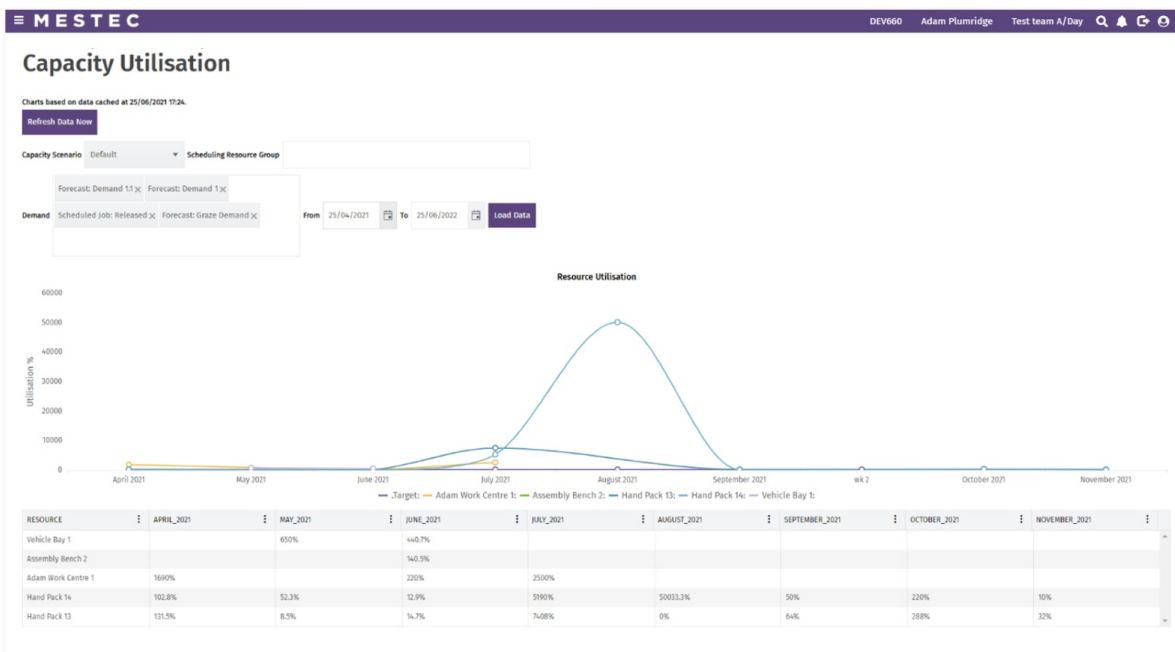 MESTEC DEV660 Adam Plumridge Test team A/Day
Capacity Utilisation
Charts based on data cached at 25/06/2021 17:24.
Refresh Data Now
Capacity Scenario Default Scheduling Resource Group
Forecast: Demand 1.1 x Forecast: Demand 1 x
Demand Scheduled Job: Released x Forecast: Graze Demand x From 25/04/2021 To 25/06/2022 Load Data
Resource Utilisation
60000
50000
40000
30000
20000
10000
0
Utilisation %
April 2021 May 2021 June 2021 July 2021 August 2021 September 2021 wk 2 October 2021 November 2021
.Target: Adam Work Centre 1: Assembly Bench 2: Hand Pack 13: Hand Pack 14: Vehicle Bay 1:
RESOURCE APRIL_2021 MAY_2021 JUNE_2021 JULY_2021 AUGUST_2021 SEPTEMBER_2021 OCTOBER_2021 NOVEMBER_2021
Vehicle Bay 1 650% 440.7%
Assembly Bench 2 140.5%
Adam Work Centre 1 1690% 220% 2500%
Hand Pack 14 102.8% 52.3% 12.9% 5190% 50033.3% 50% 220% 10%
Hand Pack 13 131.5% 8.5% 14.7% 7408% 0% 64% 288% 32%